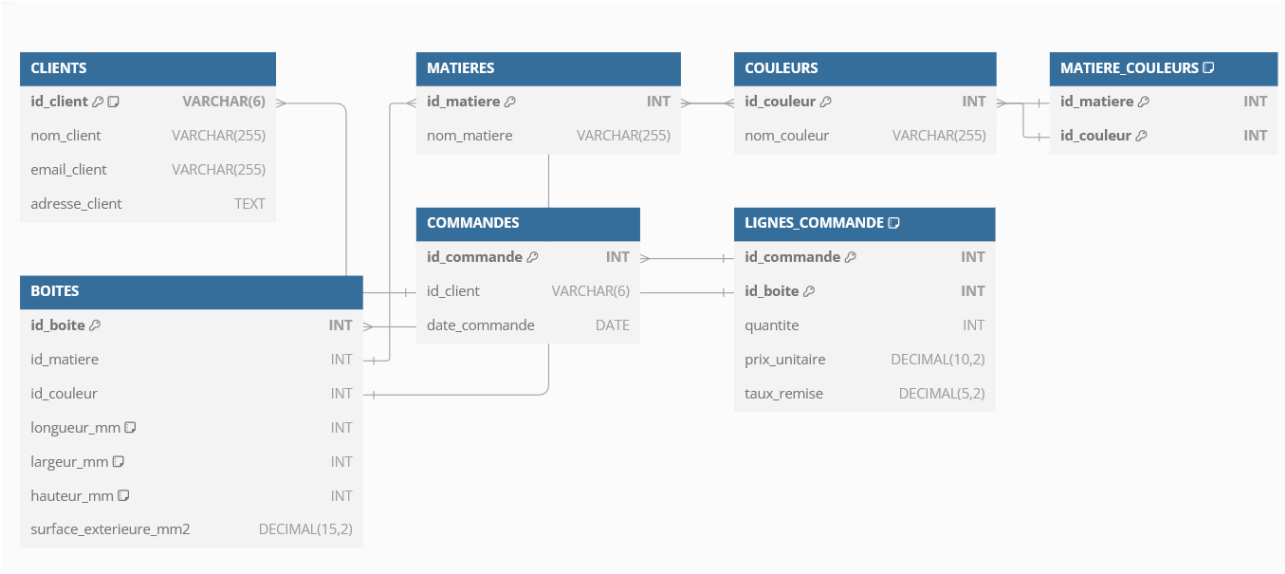 CLIENTS
id_client VARCHAR(6)
nom_client VARCHAR(255)
email_client VARCHAR(255)
adresse_client TEXT
MATIERES
id_matiere INT
nom_matiere VARCHAR(255)
COULEURS
id_couleur INT
nom_couleur VARCHAR(255)
MATIERE_COULEURS
id_matiere INT
id_couleur INT
COMMANDES
id_commande INT
id_client VARCHAR(6)
date_commande DATE
LIGNES_COMMANDE
id_commande INT
id_boite INT
quantite INT
prix_unitaire DECIMAL(10,2)
taux_remise DECIMAL(5,2)
BOITES
id_boite INT
id_matiere INT
id_couleur INT
longueur_mm INT
largeur_mm INT
hauteur_mm INT
surface_exterieure_mm2 DECIMAL(15,2)